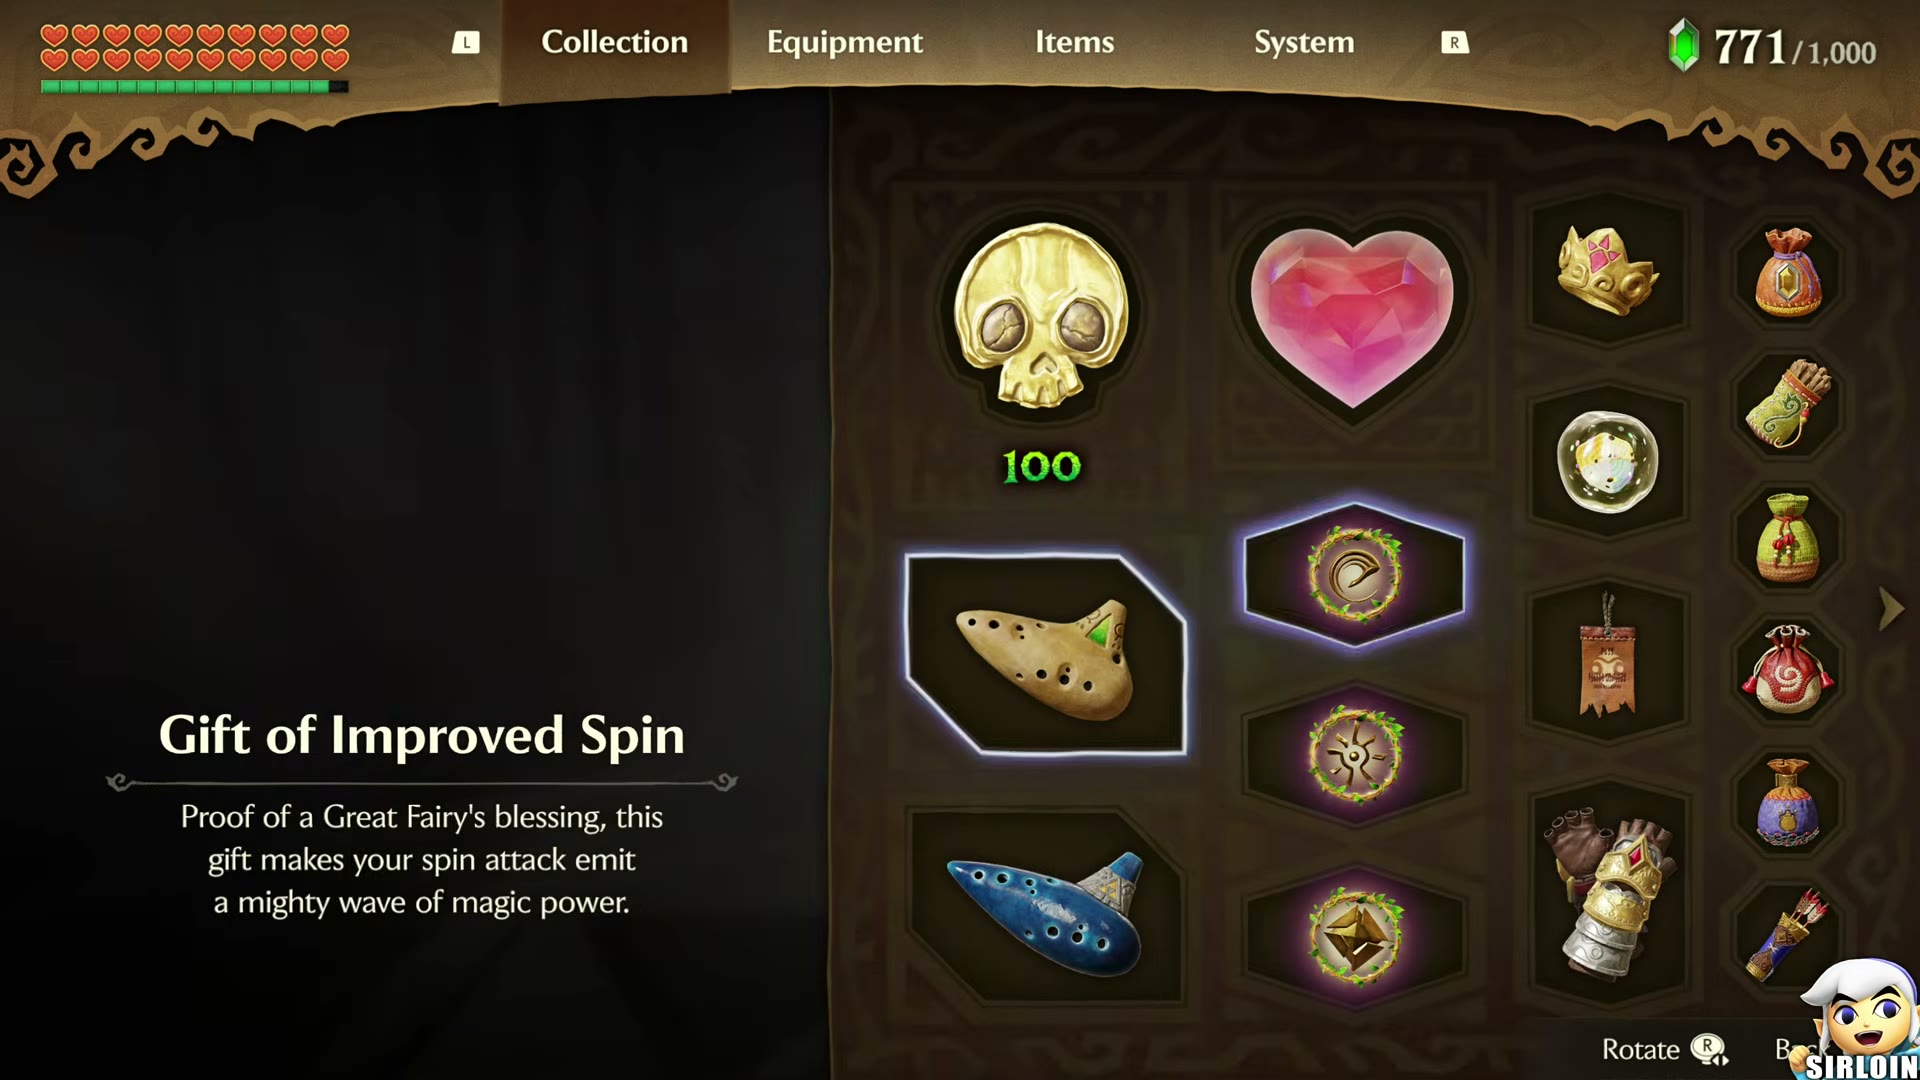 L
Collection
Equipment
Items
System
R
771/1,000
100
Gift of Improved Spin
Proof of a Great Fairy's blessing, this
gift makes your spin attack emit
a mighty wave of magic power.
Rotate R
SIRLOIN